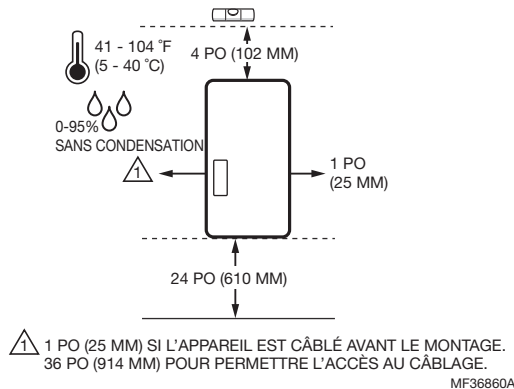 41 - 104 ˚F
(5 - 40 ˚C)
4 PO (102 MM)
0-95%
SANS CONDENSATION
1
1 PO
(25 MM)
24 PO (610 MM)
1 1 PO (25 MM) SI L'APPAREIL EST CÂBLÉ AVANT LE MONTAGE.
36 PO (914 MM) POUR PERMETTRE L'ACCÈS AU CÂBLAGE.
MF36860A